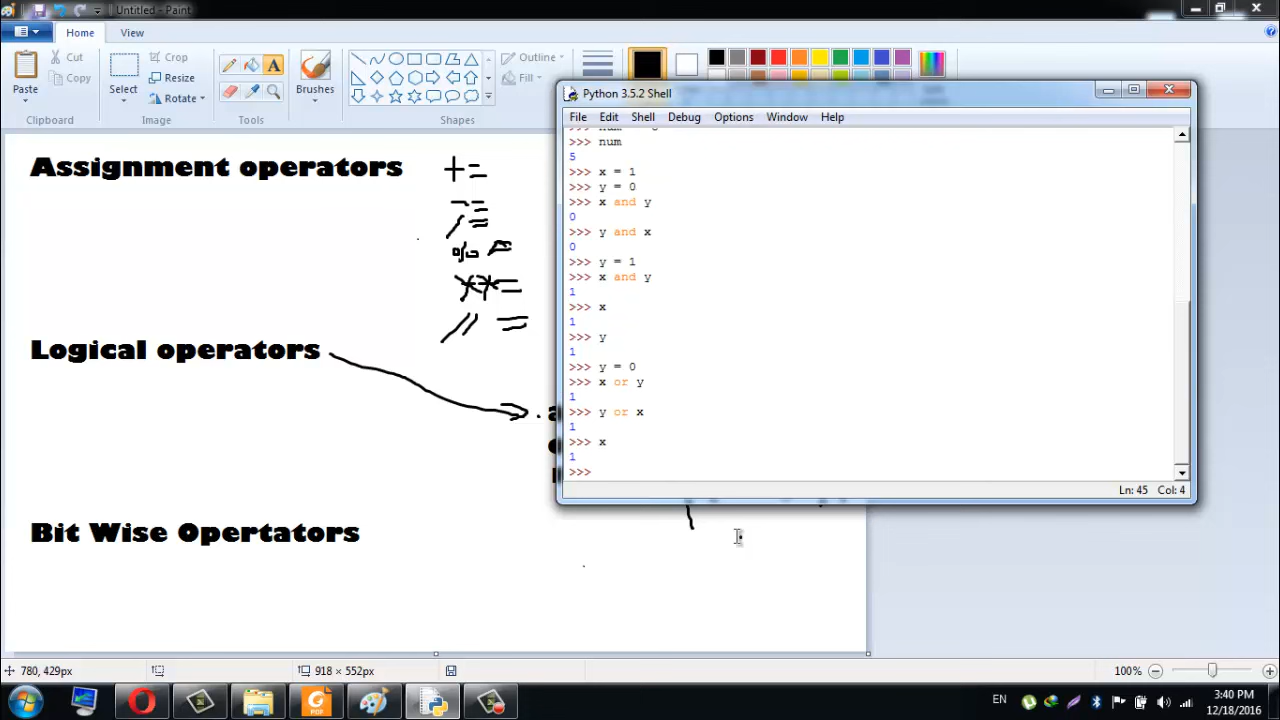 Untitled - Paint
Home
View
Paste
Cut
Copy
Clipboard
Select
Crop
Resize
Rotate
Image
Tools
Brushes
Outline
Fill
Shapes
Assignment operators
+=
-=
/=
%=
**=
//=
Logical operators
Bit Wise Opertators
Python 3.5.2 Shell
File Edit Shell Debug Options Window Help
>>> num
5
>>> x = 1
>>> y = 0
>>> x and y
0
>>> y and x
0
>>> y = 1
>>> x and y
1
>>> x
1
>>> y
1
>>> y = 0
>>> x or y
1
>>> y or x
1
>>> x
1
>>>
Ln: 45 Col: 4
780, 429px
918 × 552px
100%
EN
PDF
3:40 PM
12/18/2016